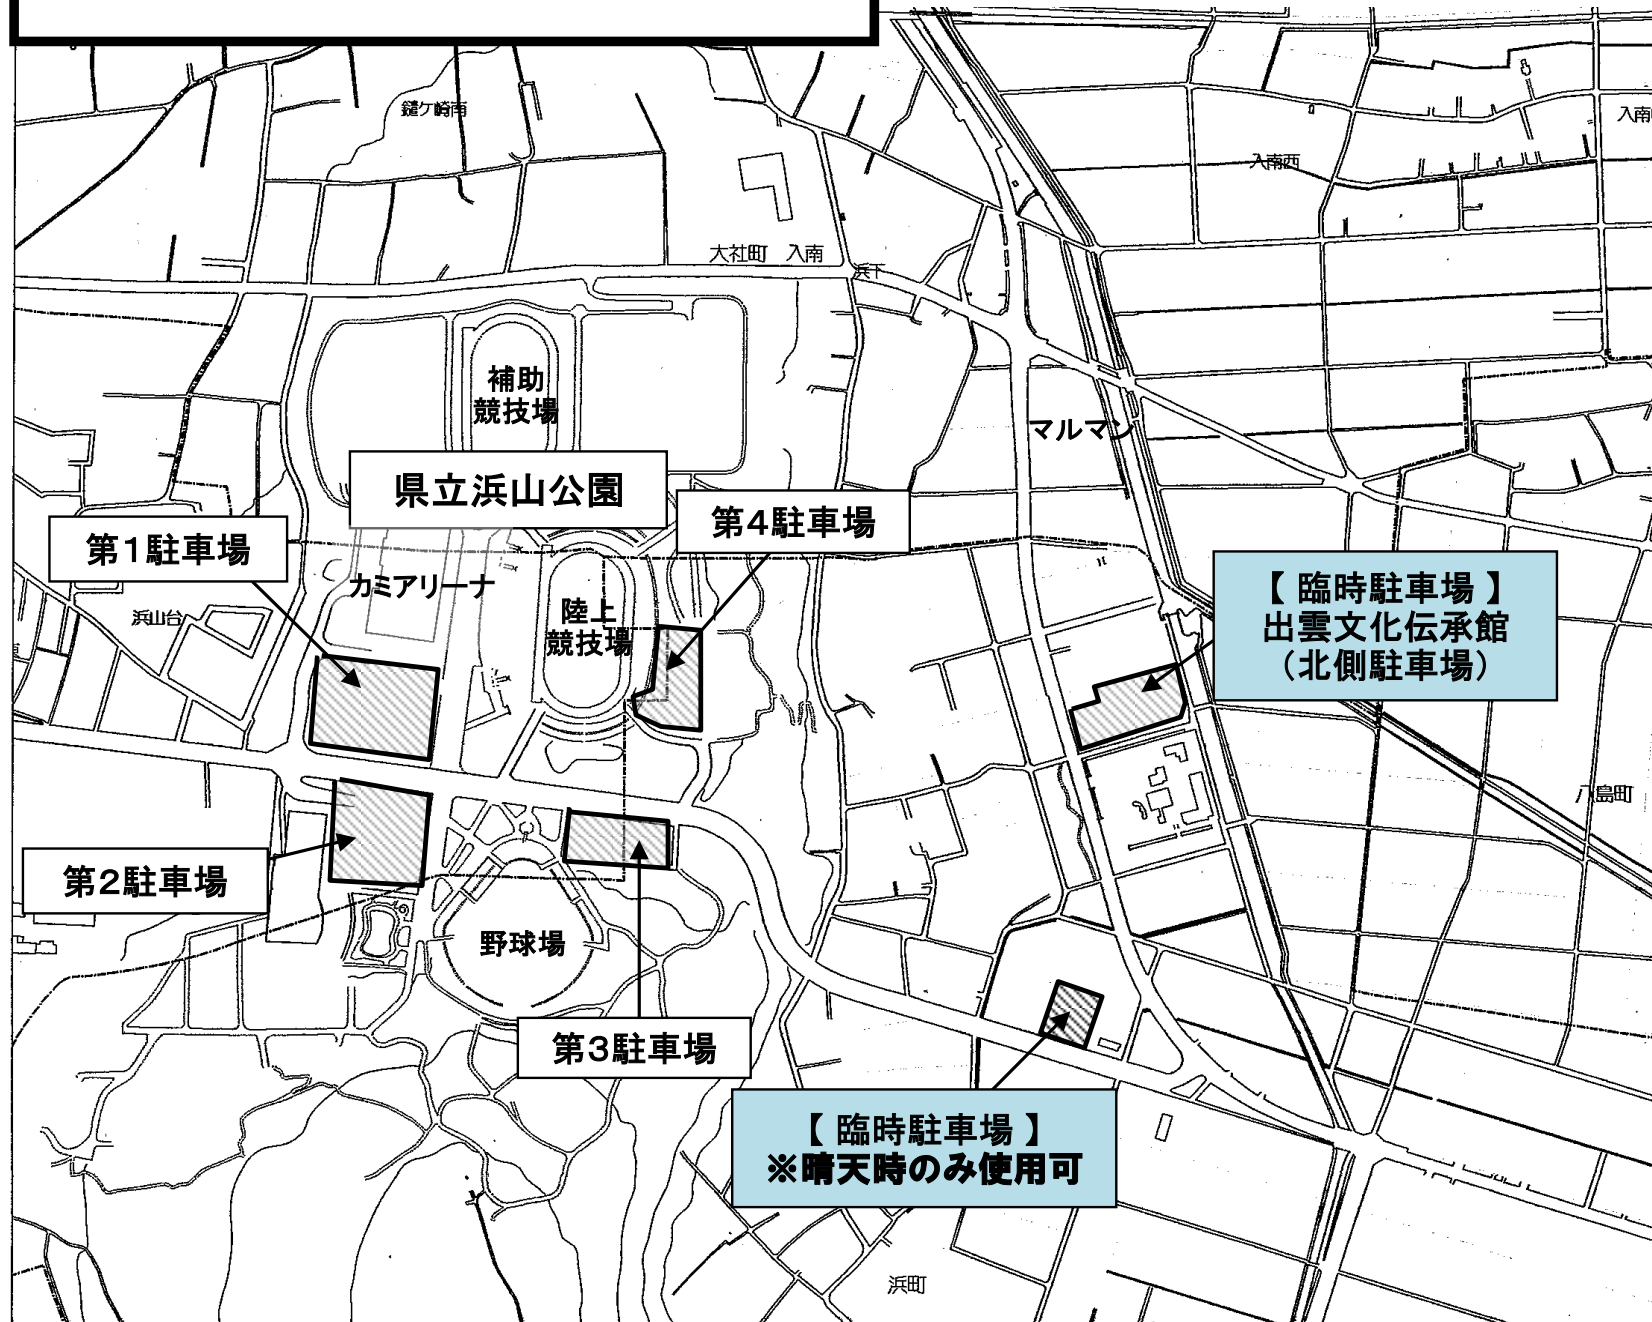 鑓ケ崎南
入南
入南西
大社町 入南
浜下
補助
競技場
マルマン
県立浜山公園
第4駐車場
第1駐車場
カミアリーナ
浜山台
陸上
競技場
【 臨時駐車場 】
出雲文化伝承館
（北側駐車場）
八島町
第2駐車場
野球場
第3駐車場
【 臨時駐車場 】
※晴天時のみ使用可
浜町